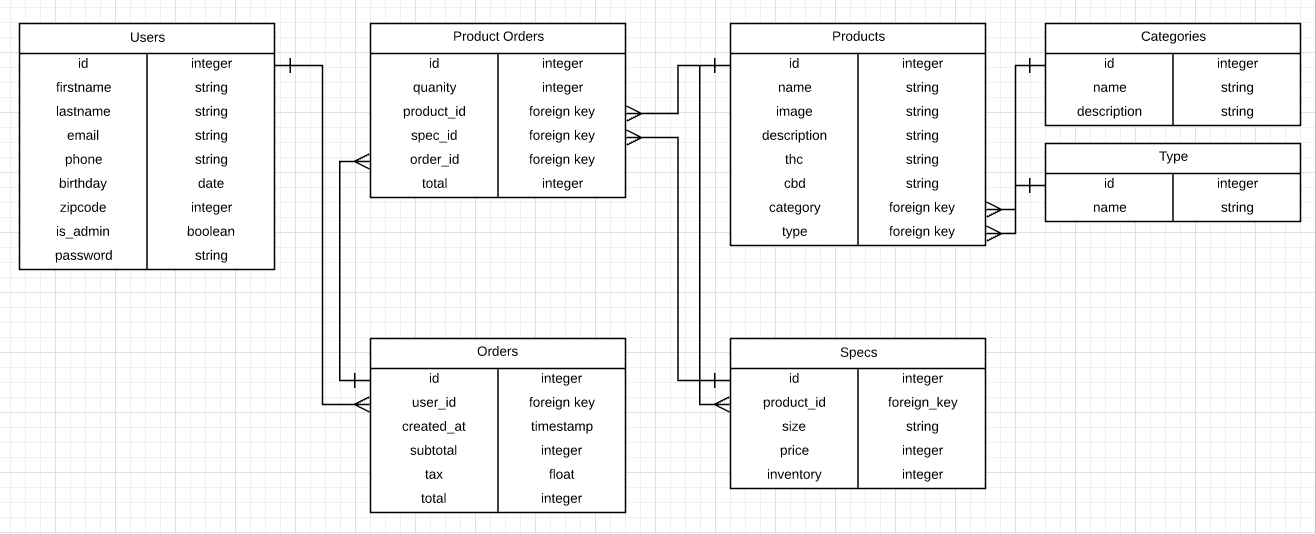 Users
id integer
firstname string
lastname string
email string
phone string
birthday date
zipcode integer
is_admin boolean
password string
Product Orders
id integer
quanity integer
product_id foreign key
spec_id foreign key
order_id foreign key
total integer
Products
id integer
name string
image string
description string
thc string
cbd string
category foreign key
type foreign key
Categories
id integer
name string
description string
Type
id integer
name string
Orders
id integer
user_id foreign key
created_at timestamp
subtotal integer
tax float
total integer
Specs
id integer
product_id foreign_key
size string
price integer
inventory integer